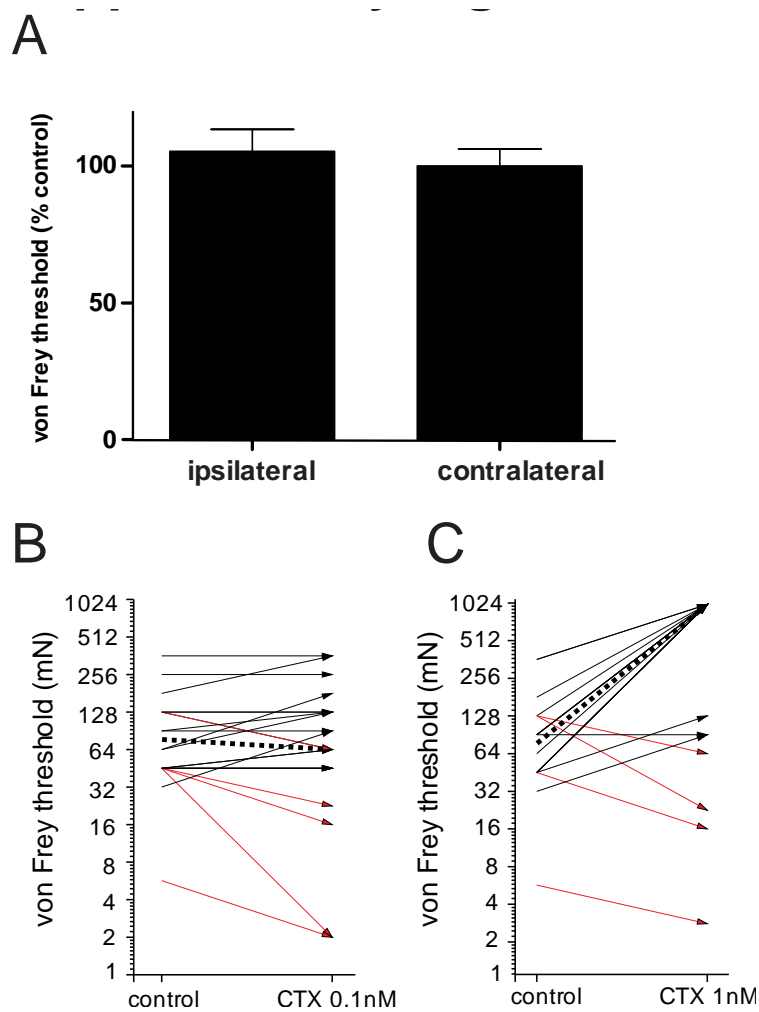 A
von Frey threshold (% control)
100
50
0
ipsilateral
contralateral
B
von Frey threshold (mN)
1024
512
256
128
64
32
16
8
4
2
1
control
CTX 0.1nM
C
von Frey threshold (mN)
1024
512
256
128
64
32
16
8
4
2
1
control
CTX 1nM